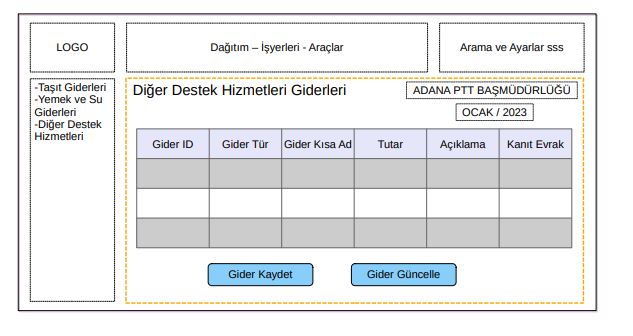 LOGO
Dağıtım – İşyerleri - Araçlar
Arama ve Ayarlar sss
-Taşıt Giderleri
-Yemek ve Su
Giderleri
-Diğer Destek
Hizmetleri
Diğer Destek Hizmetleri Giderleri
ADANA PTT BAŞMÜDÜRLÜĞÜ
OCAK / 2023
Gider ID Gider Tür Gider Kısa Ad Tutar Açıklama Kanıt Evrak
Gider Kaydet Gider Güncelle